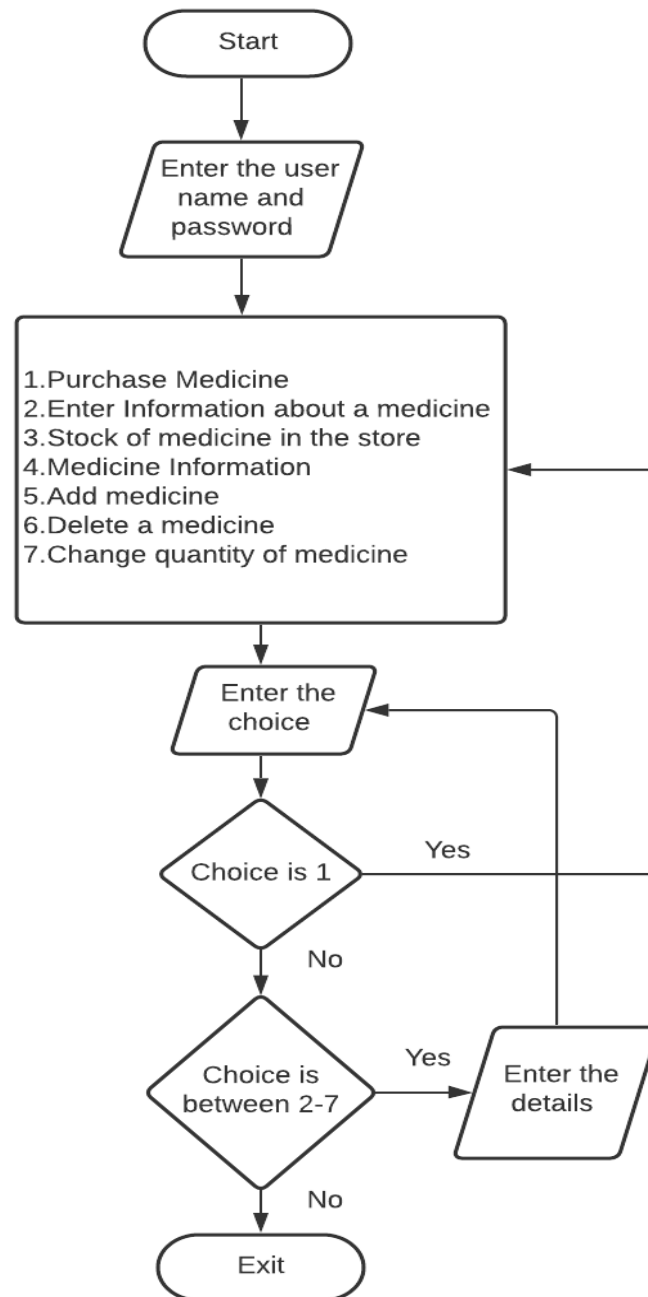 Start
Enter the user
name and
password
1.Purchase Medicine
2.Enter Information about a medicine
3.Stock of medicine in the store
4.Medicine Information
5.Add medicine
6.Delete a medicine
7.Change quantity of medicine
Enter the
choice
Choice is 1
Yes
No
Choice is
between 2-7
Yes
Enter the
details
No
Exit